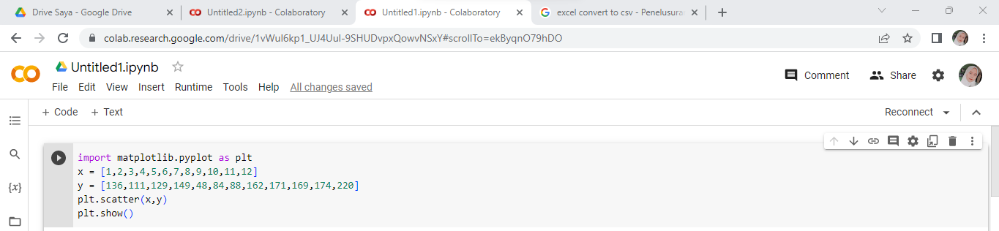 Drive Saya - Google Drive
Untitled2.ipynb - Colaboratory
Untitled1.ipynb - Colaboratory
excel convert to csv - Penelusura
colab.research.google.com/drive/1vWul6kp1_UJ4UuI-9SHUDvpxQowvNSxY#scrollTo=ekByqnO79hDO
Untitled1.ipynb
Comment Share
File Edit View Insert Runtime Tools Help All changes saved
+ Code + Text Reconnect
import matplotlib.pyplot as plt
x = [1,2,3,4,5,6,7,8,9,10,11,12]
{x}
y = [136,111,129,149,48,84,88,162,171,169,174,220]
plt.scatter(x,y)
plt.show()